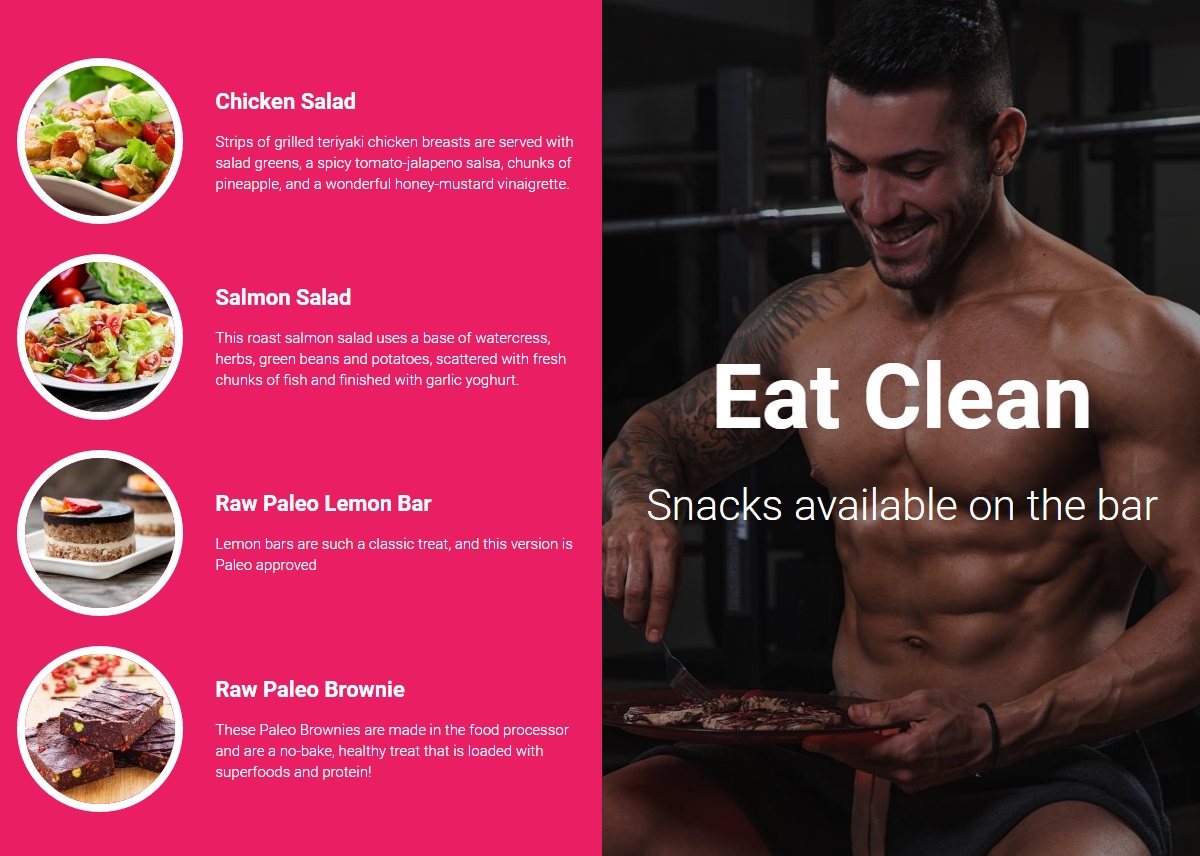 Chicken Salad
Strips of grilled teriyaki chicken breasts are served with
salad greens, a spicy tomato-jalapeno salsa, chunks of
pineapple, and a wonderful honey-mustard vinaigrette.
Salmon Salad
This roast salmon salad uses a base of watercress,
herbs, green beans and potatoes, scattered with fresh
chunks of fish and finished with garlic yoghurt.
Raw Paleo Lemon Bar
Lemon bars are such a classic treat, and this version is
Paleo approved
Raw Paleo Brownie
These Paleo Brownies are made in the food processor
and are a no-bake, healthy treat that is loaded with
superfoods and protein!
Eat Clean
Snacks available on the bar